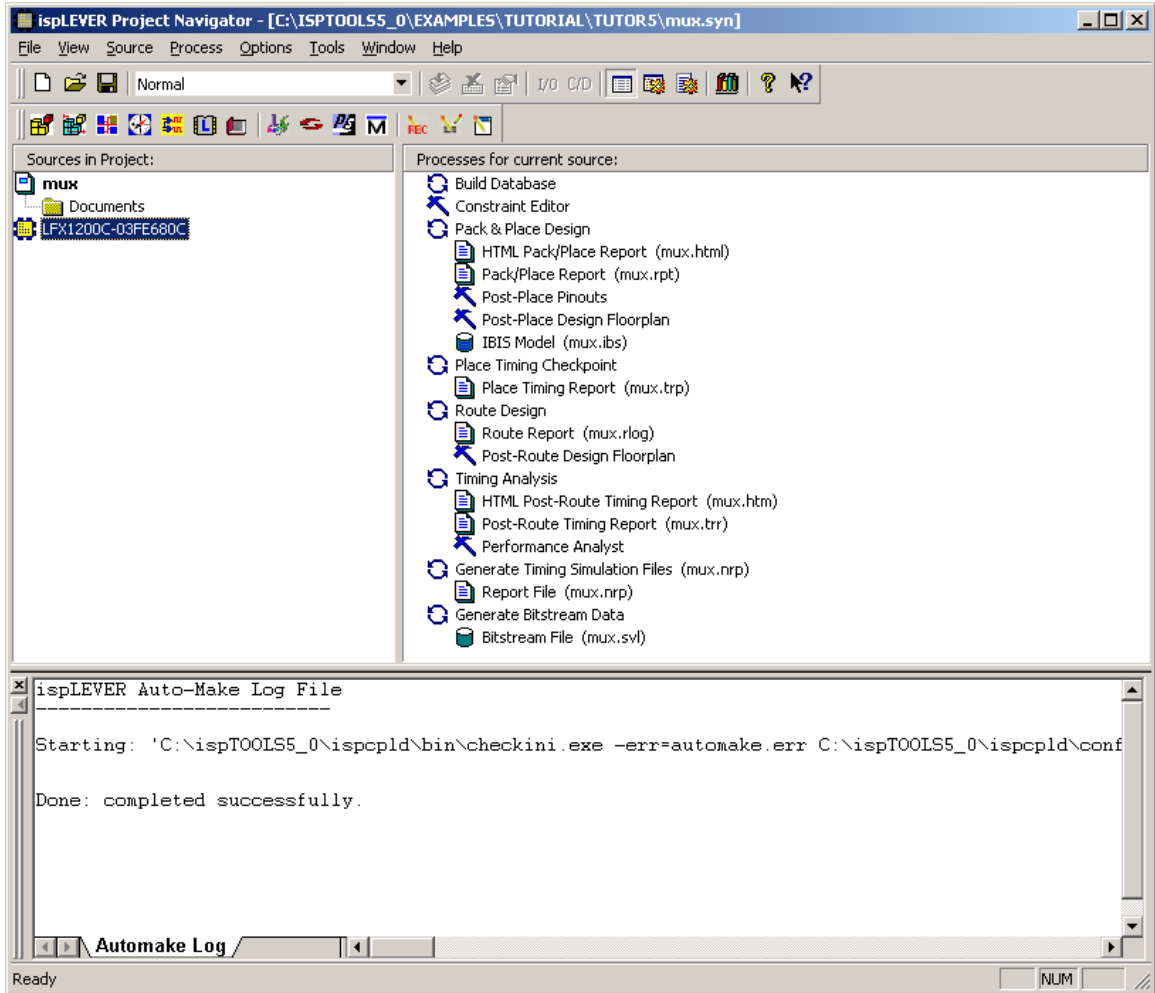 ispLEVER Project Navigator - [C:\ISPTOOLS5_0\EXAMPLES\TUTORIAL\TUTOR5\mux.syn]
File View Source Process Options Tools Window Help
Normal I/O C/D
L PS M REC
Sources in Project:
mux
Documents
LFX1200C-03FE680C
Processes for current source:
Build Database
Constraint Editor
Pack & Place Design
HTML Pack/Place Report (mux.html)
Pack/Place Report (mux.rpt)
Post-Place Pinouts
Post-Place Design Floorplan
IBIS Model (mux.ibs)
Place Timing Checkpoint
Place Timing Report (mux.trp)
Route Design
Route Report (mux.rlog)
Post-Route Design Floorplan
Timing Analysis
HTML Post-Route Timing Report (mux.htm)
Post-Route Timing Report (mux.trr)
Performance Analyst
Generate Timing Simulation Files (mux.nrp)
Report File (mux.nrp)
Generate Bitstream Data
Bitstream File (mux.svl)
ispLEVER Auto-Make Log File
---------------------------
Starting: 'C:\ispTOOLS5_0\ispcpld\bin\checkini.exe -err=automake.err C:\ispTOOLS5_0\ispcpld\conf
Done: completed successfully.
Automake Log
Ready NUM